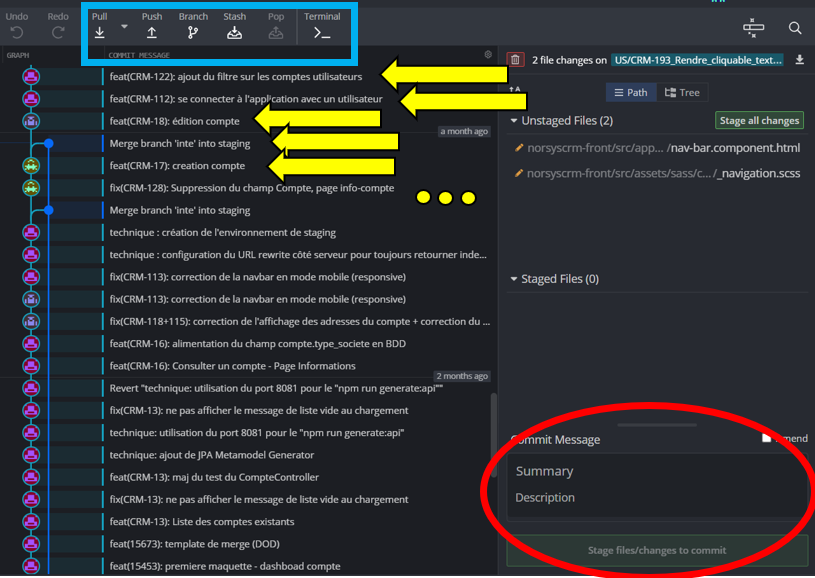 Undo
Redo
Pull
Push
Branch
Stash
Pop
Terminal
GRAPH
COMMIT MESSAGE
feat(CRM-122): ajout du filtre sur les comptes utilisateurs
feat(CRM-112): se connecter à l'application avec un utilisateur
feat(CRM-18): édition compte
a month ago
Merge branch 'inte' into staging
feat(CRM-17): creation compte
fix(CRM-128): Suppression du champ Compte, page info-compte
Merge branch 'inte' into staging
technique : création de l'environnement de staging
technique : configuration du URL rewrite côté serveur pour toujours retourner inde...
fix(CRM-113): correction de la navbar en mode mobile (responsive)
fix(CRM-113): correction de la navbar en mode mobile (responsive)
fix(CRM-118+115): correction de l'affichage des adresses du compte + correction du ...
feat(CRM-16): alimentation du champ compte.type_societe en BDD
feat(CRM-16): Consulter un compte - Page Informations
2 months ago
Revert "technique: utilisation du port 8081 pour le "npm run generate:api""
fix(CRM-13): ne pas afficher le message de liste vide au chargement
technique: utilisation du port 8081 pour le "npm run generate:api"
technique: ajout de JPA Metamodel Generator
feat(CRM-13): maj du test du CompteController
fix(CRM-13): ne pas afficher le message de liste vide au chargement
feat(CRM-13): Liste des comptes existants
feat(15673): template de merge (DOD)
feat(15453): premiere maquette - dashboad compte
2 file changes on US/CRM-193_Rendre_cliquable_text...
Path
Tree
Unstaged Files (2)
Stage all changes
norsyscrm-front/src/app... /nav-bar.component.html
norsyscrm-front/src/assets/sass/c... /_navigation.scss
Staged Files (0)
Commit Message
Summary
Description
Stage files/changes to commit